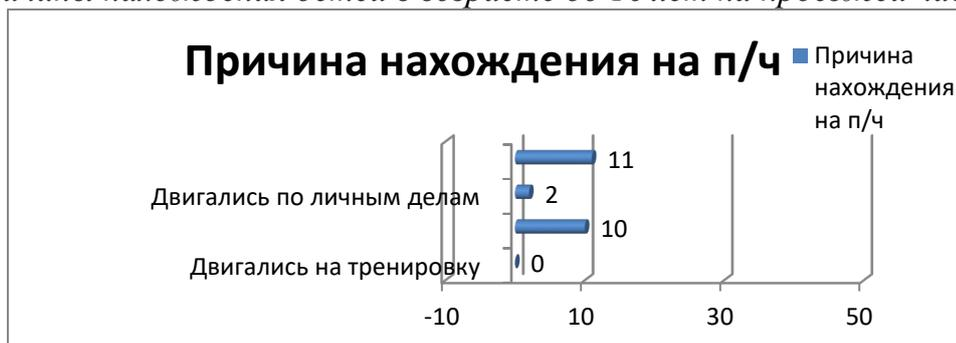 Причина нахождения на п/ч
Причина
нахождения
на п/ч
11
Двигались по личным делам
2
10
Двигались на тренировку
0
-10 10 30 50